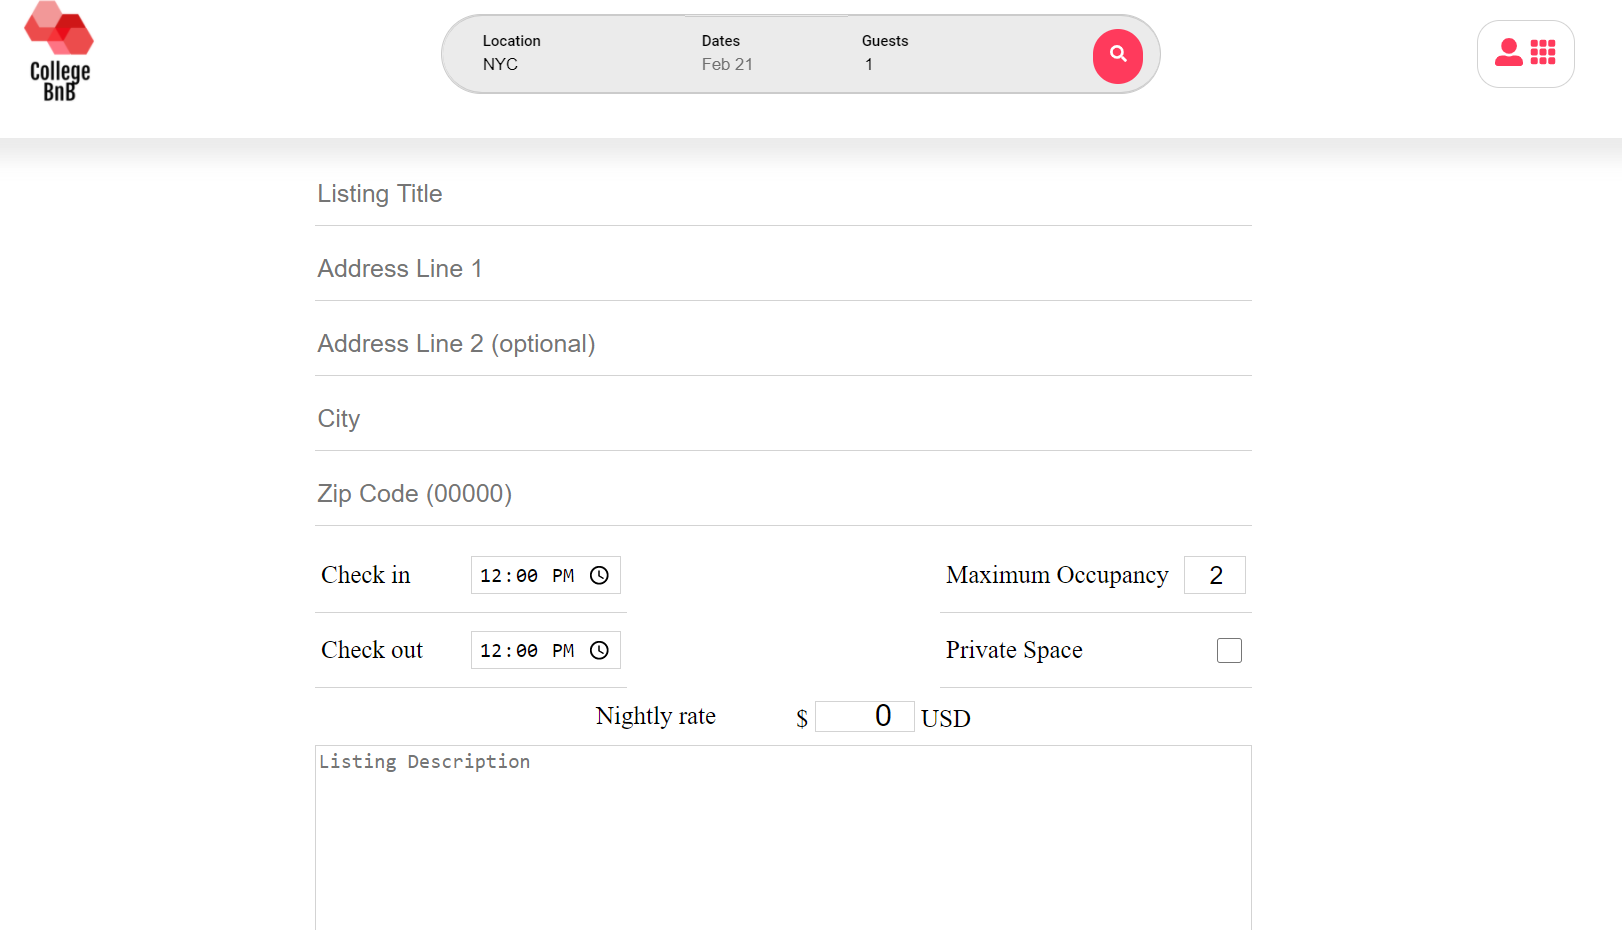 College
BnB
Location
NYC
Dates
Feb 21
Guests
1
Listing Title
Address Line 1
Address Line 2 (optional)
City
Zip Code (00000)
Check in
12:00 PM
Maximum Occupancy
2
Check out
12:00 PM
Private Space
Nightly rate
$ 0 USD
Listing Description